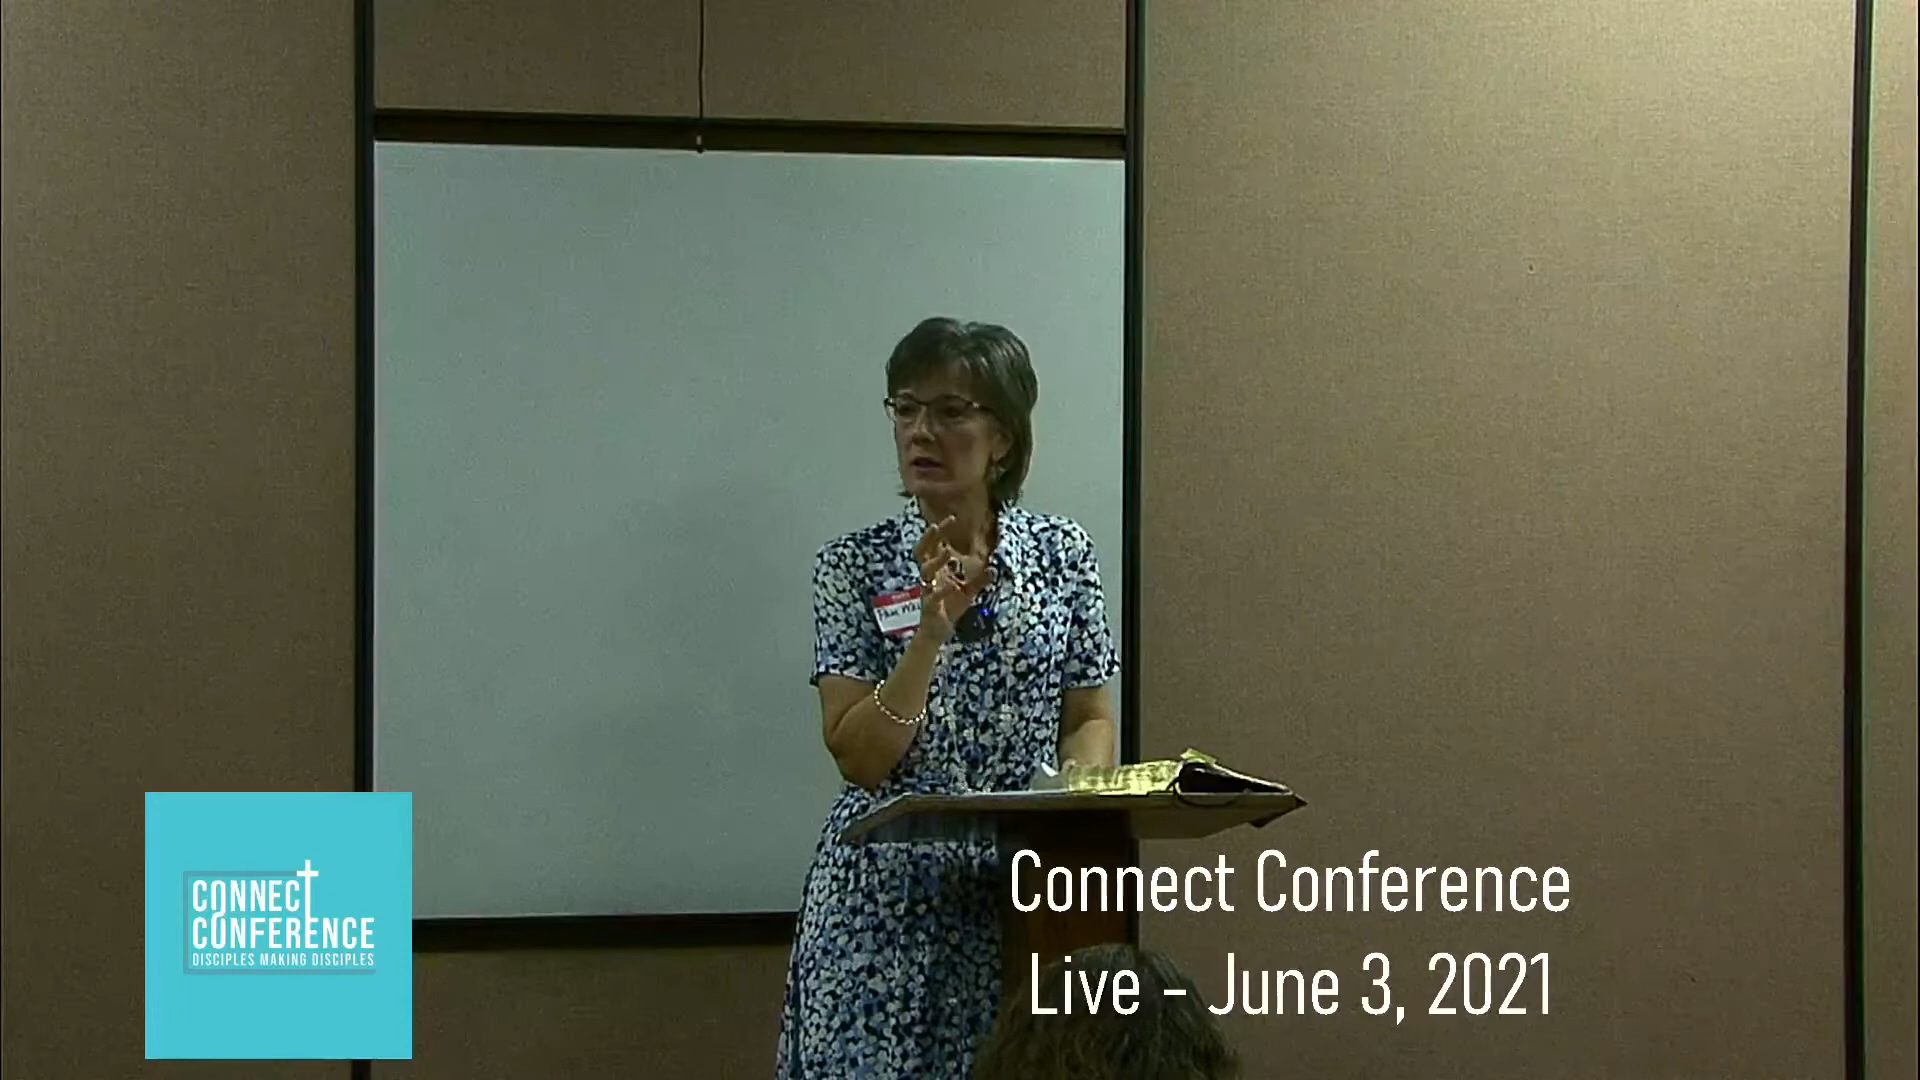 CONNECT
CONFERENCE
DISCIPLES MAKING DISCIPLES
Connect Conference
Live - June 3, 2021